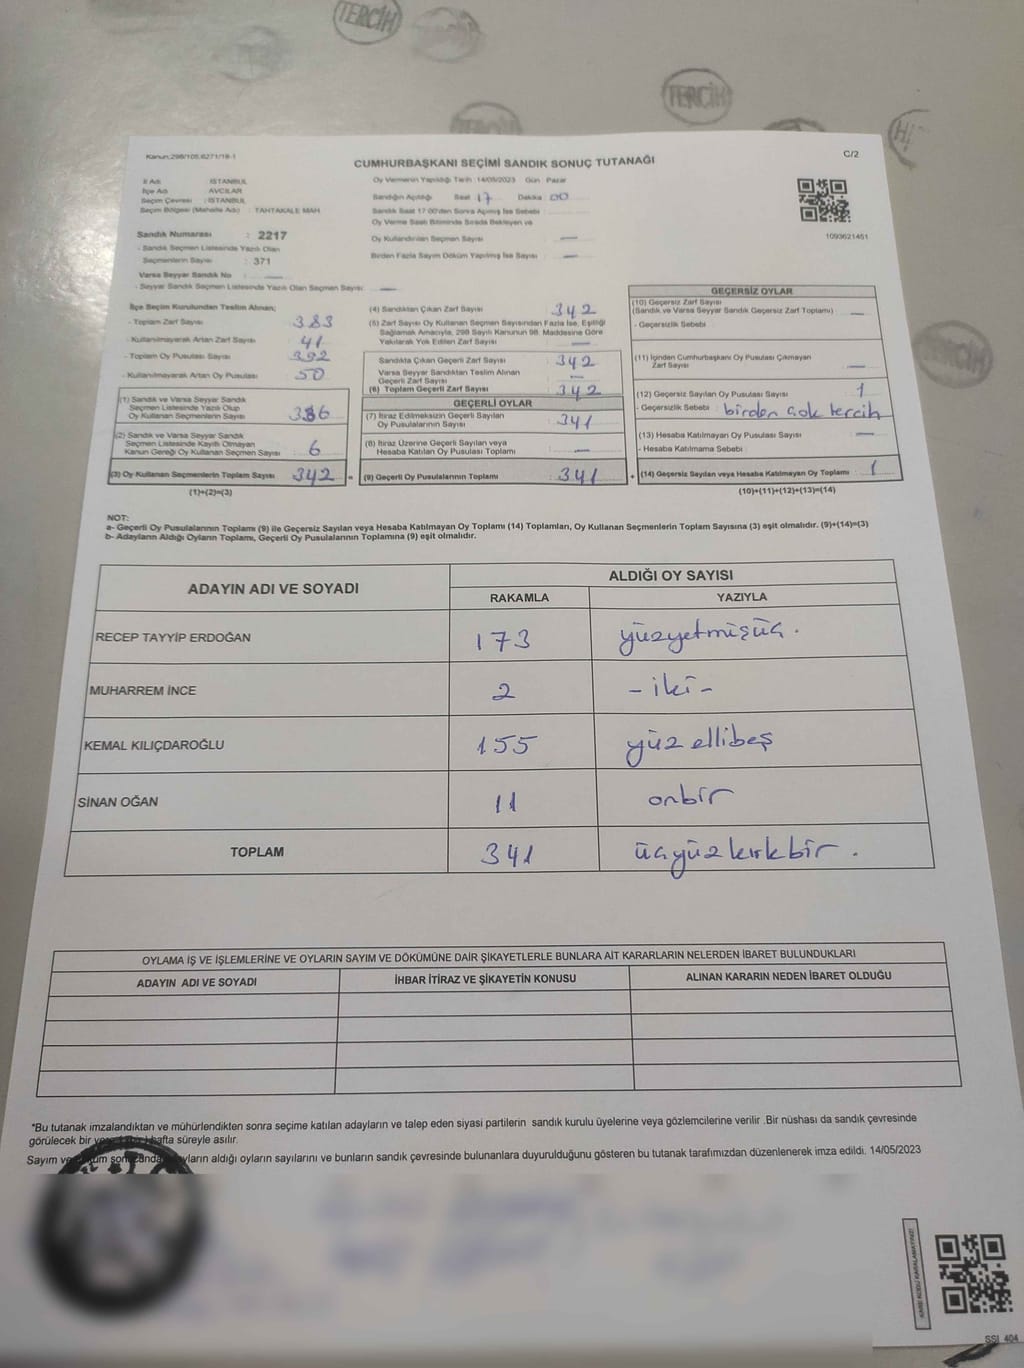 TERCİH
TERCİH
Kanun:298/105,6271/18-1
CUMHURBAŞKANI SEÇİMİ SANDIK SONUÇ TUTANAĞI
C/2
İl Adı : İSTANBUL
İlçe Adı : AVCILAR
Seçim Çevresi : İSTANBUL
Seçim Bölgesi (Mahalle Adı) : TAHTAKALE MAH
Sandık Numarası : 2217
- Sandık Seçmen Listesinde Yazılı Olan
Seçmenlerin Sayısı : 371
Varsa Seyyar Sandık No :
- Seyyar Sandık Seçmen Listesinde Yazılı Olan Seçmen Sayısı:
Oy Vermenin Yapıldığı Tarih :14/05/2023 Gün Pazar
Sandığın Açıldığı Saat 17 Dakika 00
Sandık Saat 17:00'den Sonra Açılmış İse Sebebi
Oy Verme Saati Bitiminde Sırada Bekleyen ve
Oy Kullandırılan Seçmen Sayısı
Birden Fazla Sayım Döküm Yapılmış İse Sayısı
1093621451
İlçe Seçim Kurulundan Teslim Alınan;
- Toplam Zarf Sayısı 383
- Kullanılmayarak Artan Zarf Sayısı 41
- Toplam Oy Pusulası Sayısı 392
- Kullanılmayarak Artan Oy Pusulası 50
(1) Sandık ve Varsa Seyyar Sandık
Seçmen Listesinde Yazılı Olup
Oy Kullanan Seçmenlerin Sayısı 336
(2) Sandık ve Varsa Seyyar Sandık
Seçmen Listesinde Kayıtlı Olmayan
Kanun Gereği Oy Kullanan Seçmen Sayısı 6
(3) Oy Kullanan Seçmenlerin Toplam Sayısı 342
(1)+(2)=(3)
(4) Sandıktan Çıkan Zarf Sayısı 342
(5) Zarf Sayısı Oy Kullanan Seçmen Sayısından Fazla İse, Eşitliği
Sağlamak Amacıyla, 298 Sayılı Kanunun 98. Maddesine Göre
Yakılarak Yok Edilen Zarf Sayısı
Sandıkta Çıkan Geçerli Zarf Sayısı 342
Varsa Seyyar Sandıktan Teslim Alınan
Geçerli Zarf Sayısı
(6) Toplam Geçerli Zarf Sayısı 342
GEÇERLİ OYLAR
(7) İtiraz Edilmeksizin Geçerli Sayılan
Oy Pusulalarının Sayısı 341
(8) İtiraz Üzerine Geçerli Sayılan veya
Hesaba Katılan Oy Pusulası Toplamı
= (9) Geçerli Oy Pusulalarının Toplamı 341
GEÇERSİZ OYLAR
(10) Geçersiz Zarf Sayısı
(Sandık ve Varsa Seyyar Sandık Geçersiz Zarf Toplamı)
- Geçersizlik Sebebi
(11) İçinden Cumhurbaşkanı Oy Pusulası Çıkmayan
Zarf Sayısı
(12) Geçersiz Sayılan Oy Pusulası Sayısı 1
- Geçersizlik Sebebi : birden çok tercih
(13) Hesaba Katılmayan Oy Pusulası Sayısı
- Hesaba Katılmama Sebebi
+ (14) Geçersiz Sayılan veya Hesaba Katılmayan Oy Toplamı 1
(10)+(11)+(12)+(13)=(14)
NOT:
a- Geçerli Oy Pusulalarının Toplamı (9) ile Geçersiz Sayılan veya Hesaba Katılmayan Oy Toplamı (14) Toplamları, Oy Kullanan Seçmenlerin Toplam Sayısına (3) eşit olmalıdır. (9)+(14)=(3)
b- Adayların Aldığı Oyların Toplamı, Geçerli Oy Pusulalarının Toplamına (9) eşit olmalıdır.
ADAYIN ADI VE SOYADI
ALDIĞI OY SAYISI
RAKAMLA YAZIYLA
RECEP TAYYİP ERDOĞAN 173 yüzyetmişüç.
MUHARREM İNCE 2 -iki-
KEMAL KILIÇDAROĞLU 155 yüz ellibeş
SİNAN OĞAN 11 onbir
TOPLAM 341 üçyüzkırkbir.
OYLAMA İŞ VE İŞLEMLERİNE VE OYLARIN SAYIM VE DÖKÜMÜNE DAİR ŞİKAYETLERLE BUNLARA AİT KARARLARIN NELERDEN İBARET BULUNDUKLARI
ADAYIN ADI VE SOYADI İHBAR İTİRAZ VE ŞİKAYETİN KONUSU ALINAN KARARIN NEDEN İBARET OLDUĞU
*Bu tutanak imzalandıktan ve mühürlendikten sonra seçime katılan adayların ve talep eden siyasi partilerin sandık kurulu üyelerine veya gözlemcilerine verilir .Bir nüshası da sandık çevresinde
görülecek bir hafta süreyle asılır.
Sayım aldığı oyların sayılarını ve bunların sandık çevresinde bulunanlara duyurulduğunu gösteren bu tutanak tarafımızdan düzenlenerek imza edildi. 14/05/2023
KARE KODU KARALAMAYINIZ!
SSI_404